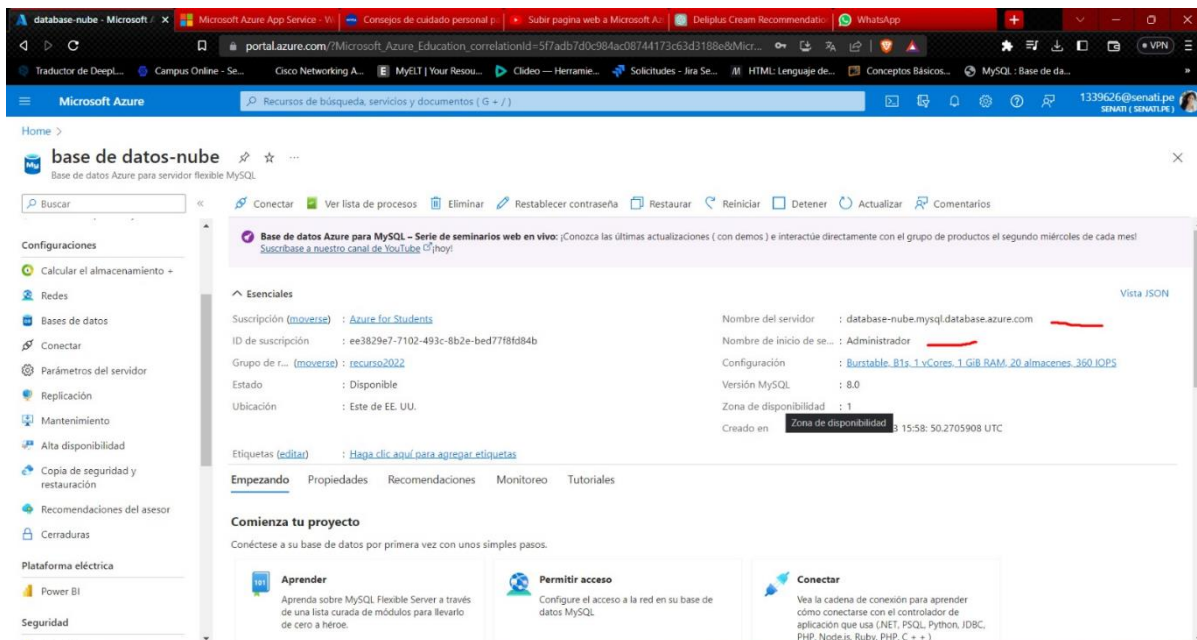 database-nube - Microsoft A
Microsoft Azure App Service - W
Consejos de cuidado personal p
Subir pagina web a Microsoft Az
Deliplus Cream Recommendatio
WhatsApp
portal.azure.com/?Microsoft_Azure_Education_correlationId=5f7adb7d0c984ac08744173c63d3188e&Micr...
VPN
Traductor de DeepL...
Campus Online - Se...
Cisco Networking A...
MyELT | Your Resou...
Clideo — Herramie...
Solicitudes - Jira Se...
HTML: Lenguaje de...
Conceptos Básicos...
MySQL : Base de da...
Microsoft Azure
Recursos de búsqueda, servicios y documentos ( G + / )
1339626@senati.pe
SENATI ( SENATI.PE )
Home >
base de datos-nube
Base de datos Azure para servidor flexible MySQL
Buscar
Conectar
Ver lista de procesos
Eliminar
Restablecer contraseña
Restaurar
Reiniciar
Detener
Actualizar
Comentarios
Base de datos Azure para MySQL – Serie de seminarios web en vivo: ¡Conozca las últimas actualizaciones ( con demos ) e interactúe directamente con el grupo de productos el segundo miércoles de cada mes!
Suscríbase a nuestro canal de YouTube ¡hoy!
Configuraciones
Calcular el almacenamiento +
Redes
Bases de datos
Conectar
Parámetros del servidor
Replicación
Mantenimiento
Alta disponibilidad
Copia de seguridad y
restauración
Recomendaciones del asesor
Cerraduras
Plataforma eléctrica
Power BI
Seguridad
Esenciales
Vista JSON
Suscripción (moverse) : Azure for Students
ID de suscripción : ee3829e7-7102-493c-8b2e-bed77f8fd84b
Grupo de r... (moverse) : recurso2022
Estado : Disponible
Ubicación : Este de EE. UU.
Nombre del servidor : database-nube.mysql.database.azure.com
Nombre de inicio de se... : Administrador
Configuración : Burstable, B1s, 1 vCores, 1 GiB RAM, 20 almacenes, 360 IOPS
Versión MySQL : 8.0
Zona de disponibilidad : 1
Zona de disponibilidad
Creado en 3 15:58: 50.2705908 UTC
Etiquetas (editar) : Haga clic aquí para agregar etiquetas
Empezando
Propiedades
Recomendaciones
Monitoreo
Tutoriales
Comienza tu proyecto
Conéctese a su base de datos por primera vez con unos simples pasos.
Aprender
Aprenda sobre MySQL Flexible Server a través
de una lista curada de módulos para llevarlo
de cero a héroe.
Permitir acceso
Configure el acceso a la red en su base de
datos MySQL
Conectar
Vea la cadena de conexión para aprender
cómo conectarse con el controlador de
aplicación que usa (.NET, PSQL, Python, JDBC,
PHP, Node.js, Ruby, PHP, C + + )